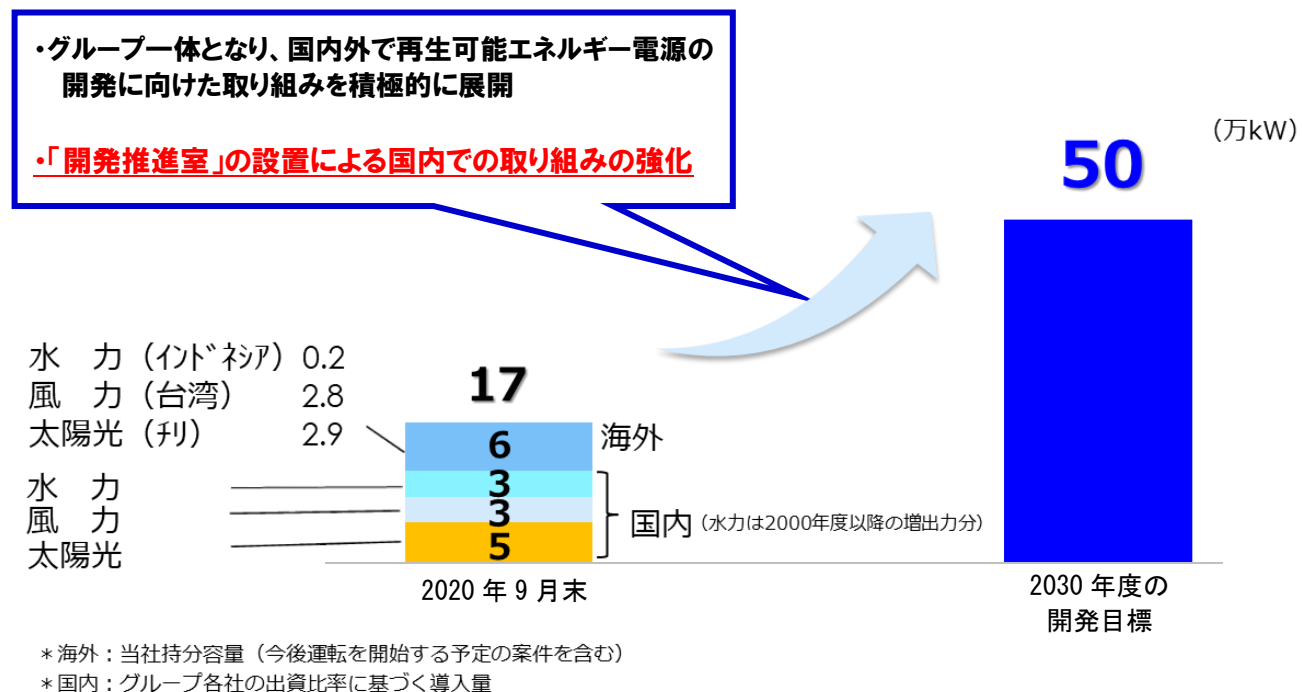 ・グループ一体となり、国内外で再生可能エネルギー電源の
開発に向けた取り組みを積極的に展開
・「開発推進室」の設置による国内での取り組みの強化
（万kW）
50
水　力（ｲﾝﾄﾞﾈｼｱ）0.2
風　力（台湾）　2.8
太陽光（ﾁﾘ）　2.9
17
6
海外
水　力
風　力
太陽光
3
3
5
国内（水力は2000年度以降の増出力分）
2020年9月末
2030年度の
開発目標
＊海外：当社持分容量（今後運転を開始する予定の案件を含む）
＊国内：グループ各社の出資比率に基づく導入量